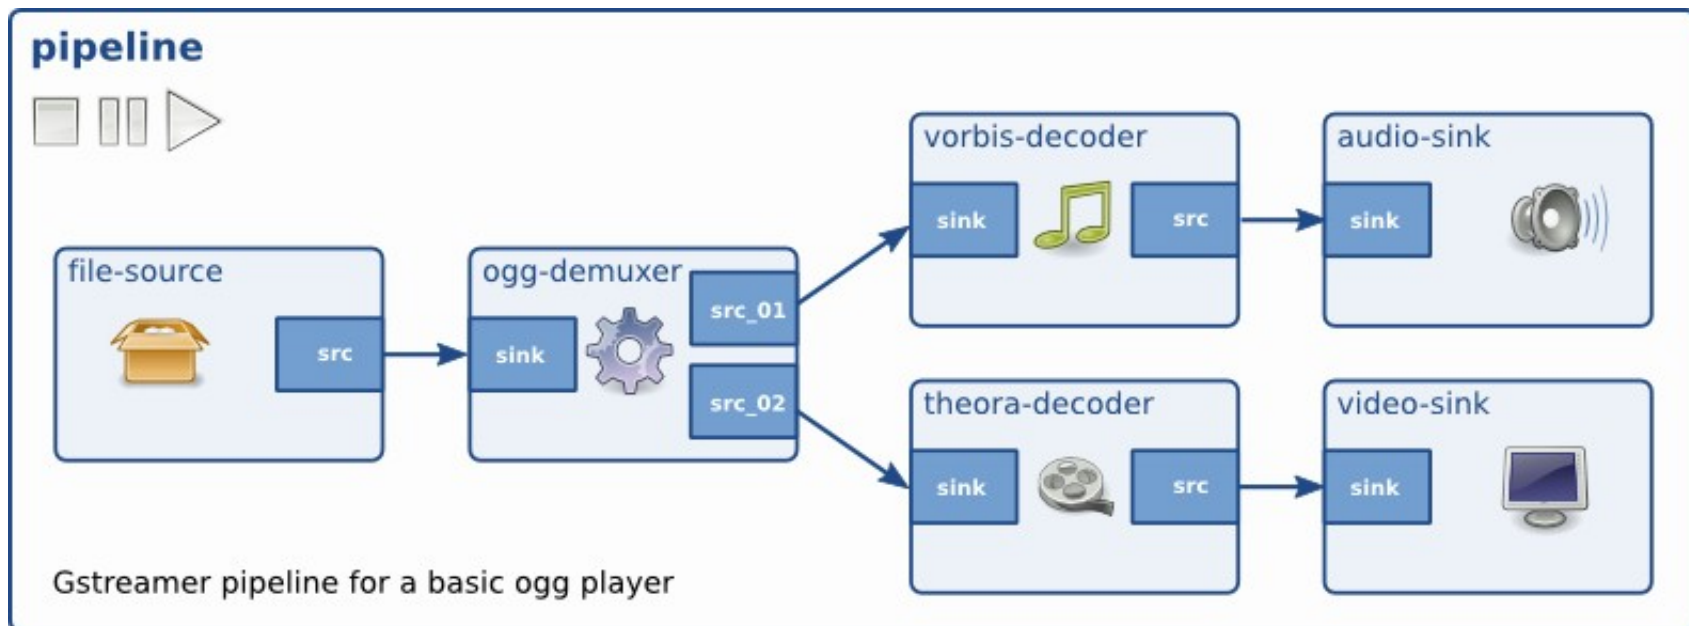 pipeline
file-source
src
ogg-demuxer
sink
src_01
src_02
vorbis-decoder
sink
src
audio-sink
sink
theora-decoder
sink
src
video-sink
sink
Gstreamer pipeline for a basic ogg player